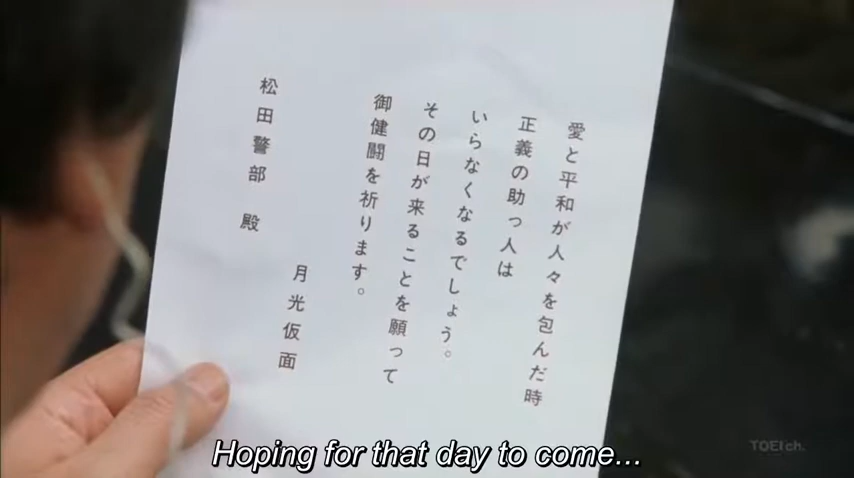 愛と平和が人々を包んだ時
正義の助っ人は
いらなくなるでしょう。
その日が来ることを願って
御健闘を祈ります。
月光仮面
松田警部 殿
Hoping for that day to come...
TOEI ch.